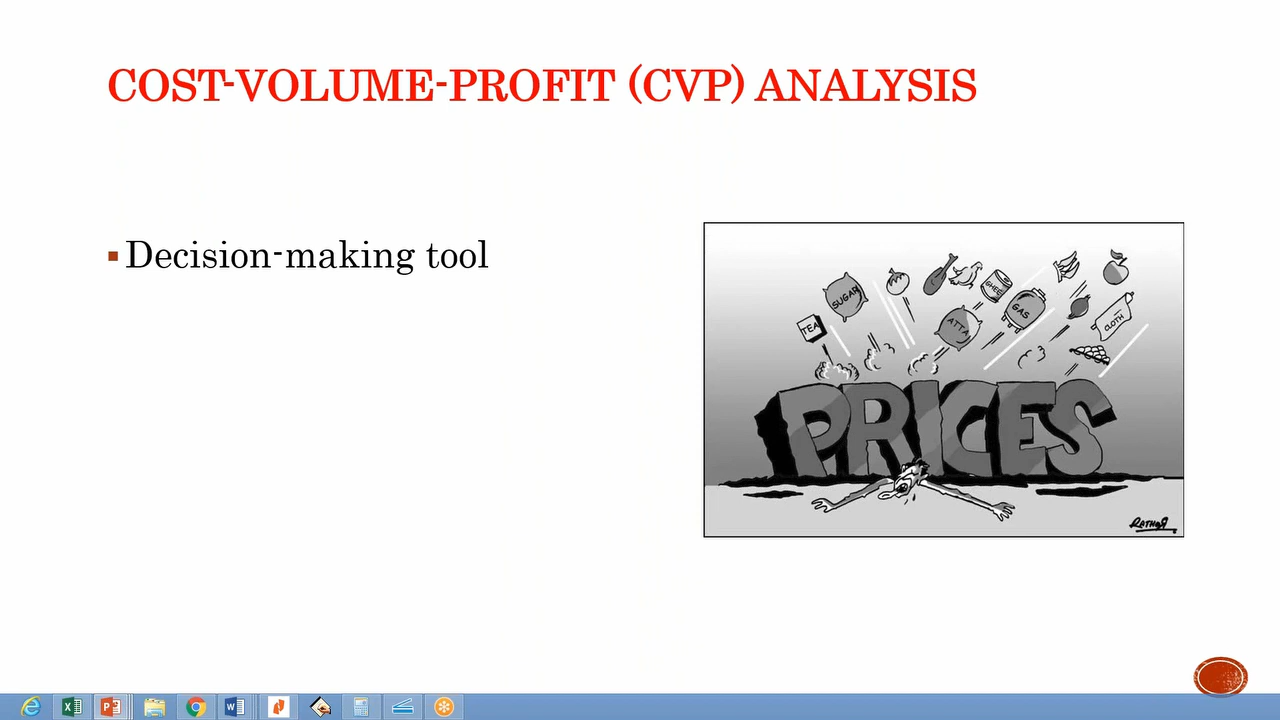 COST-VOLUME-PROFIT (CVP) ANALYSIS
Decision-making tool
TEA
SUGAR
GHEE
GAS
ATTA
CLOTH
PRICES
RATHOR